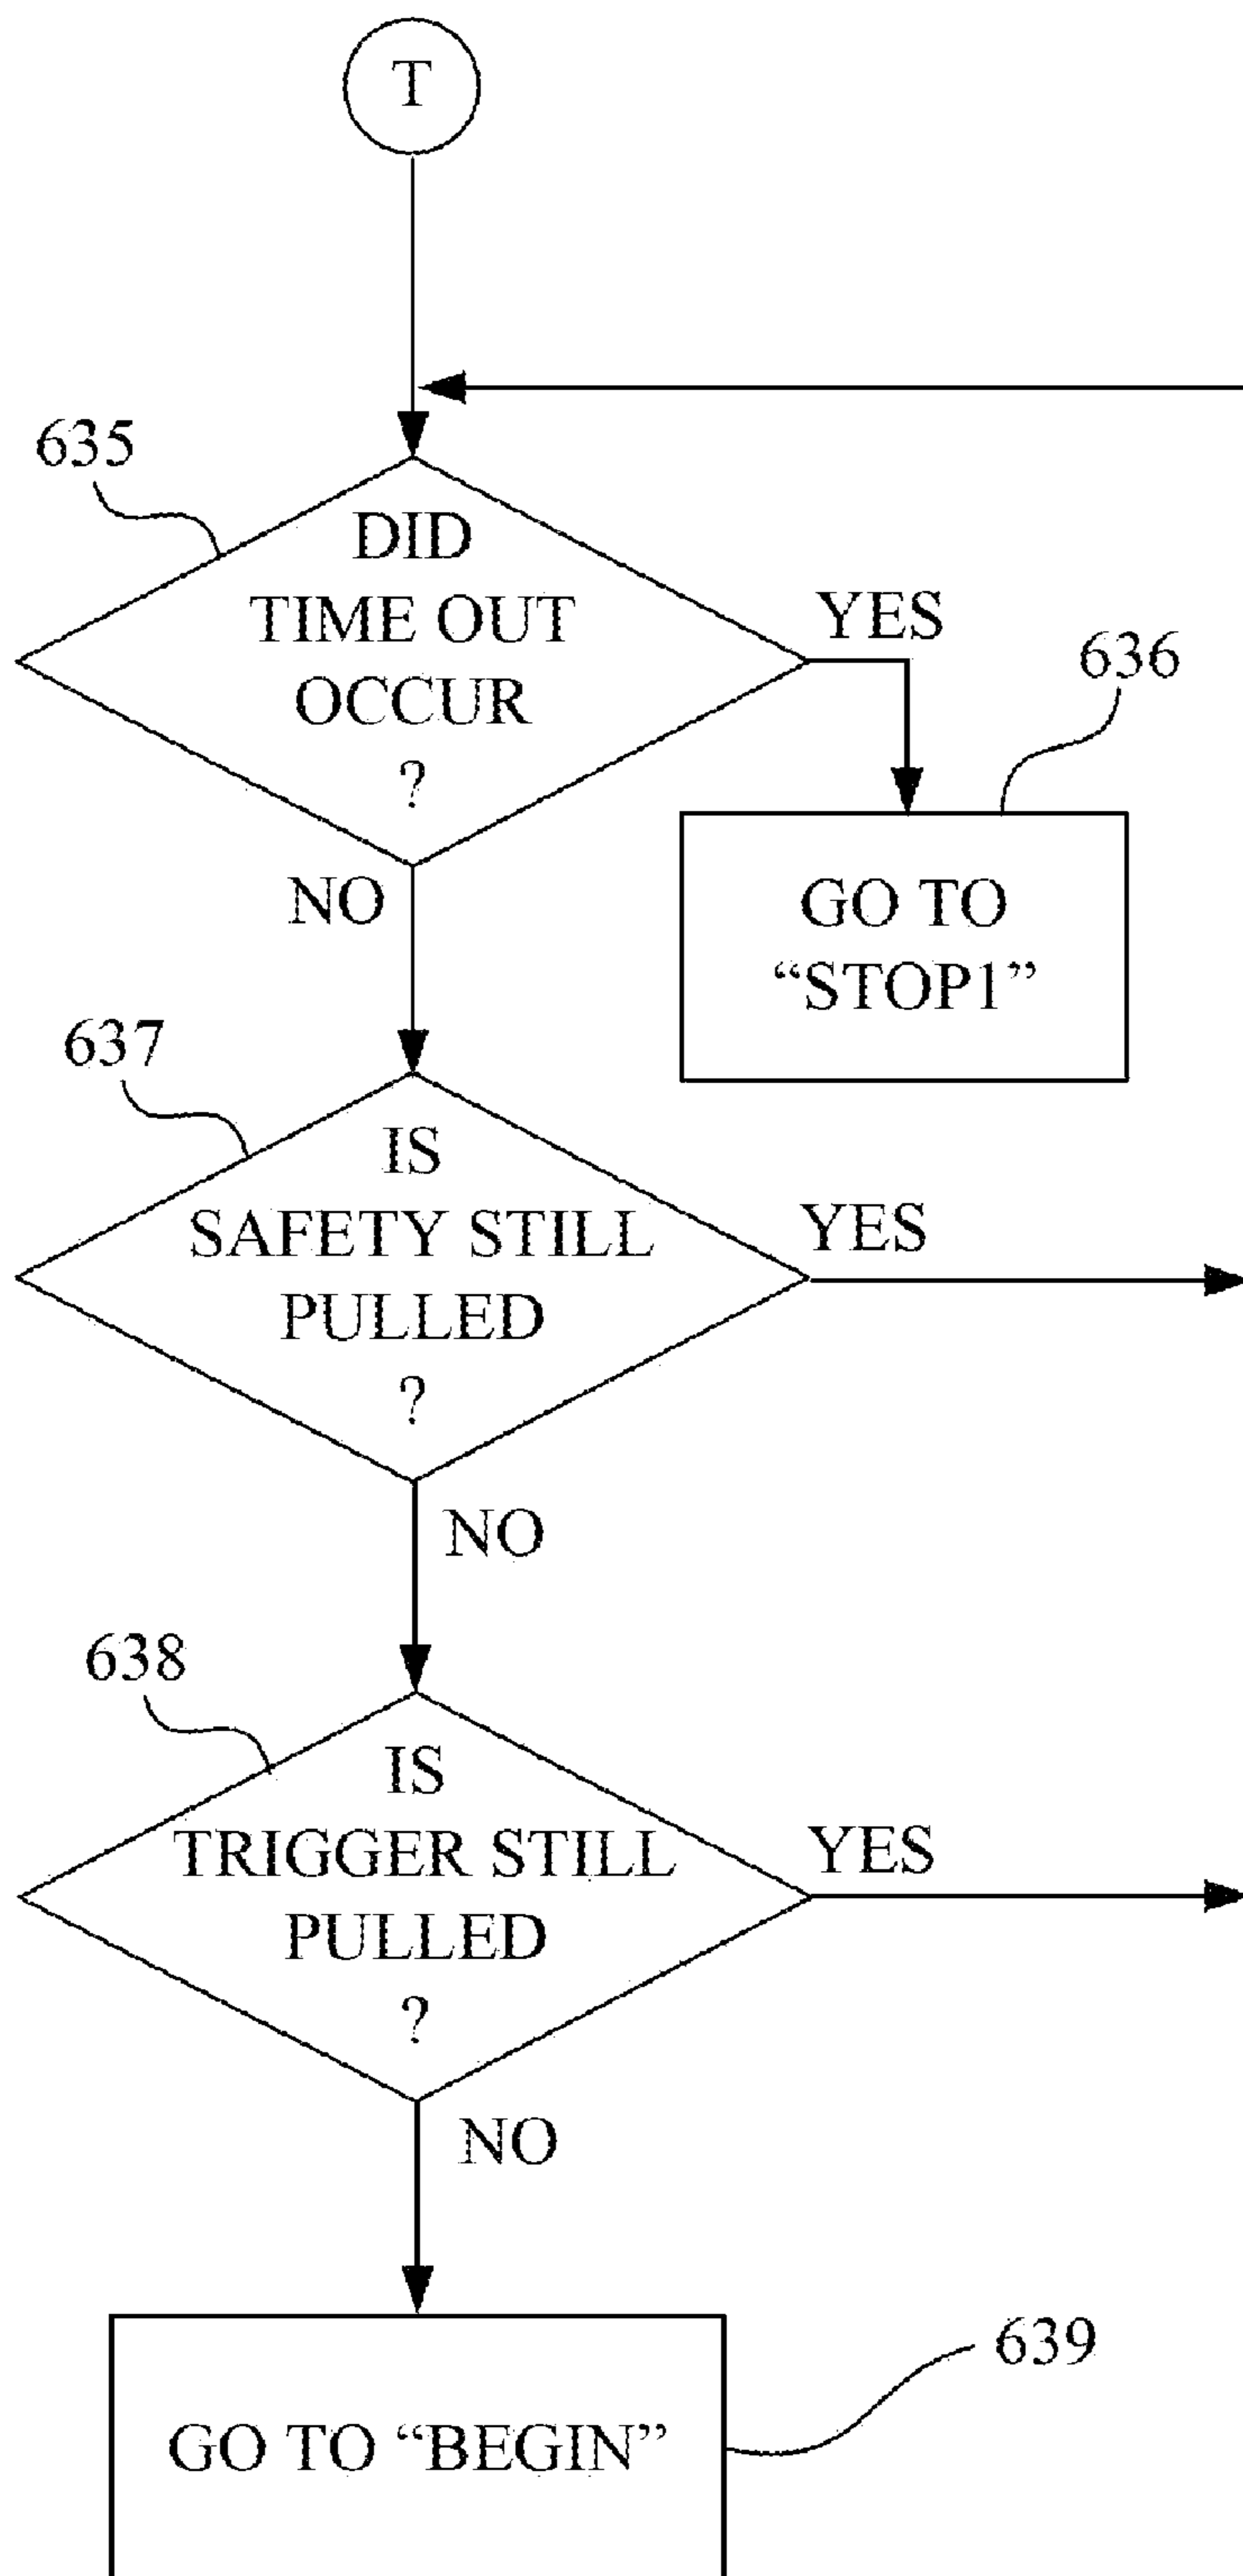 T
635
DID
TIME OUT
OCCUR
?
YES
636
NO
GO TO
“STOP1”
637
IS
SAFETY STILL
PULLED
?
YES
NO
638
IS
TRIGGER STILL
PULLED
?
YES
NO
639
GO TO “BEGIN”